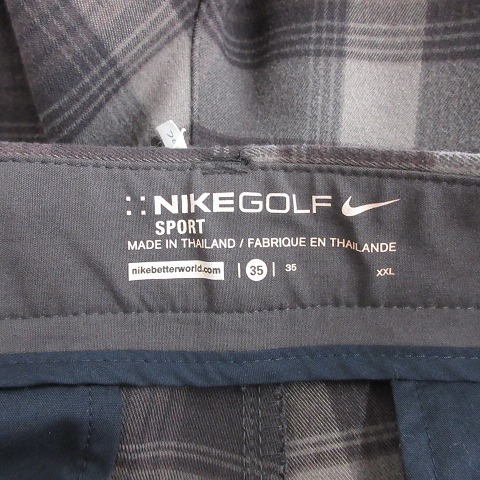 NIKEGOLF
SPORT
MADE IN THAILAND / FABRIQUE EN THAILANDE
nikebetterworld.com | 35 | 35 XXL